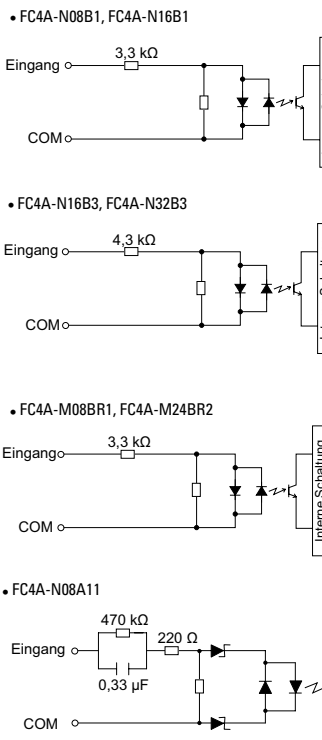 • FC4A-N08B1, FC4A-N16B1
3,3 kΩ
Eingang
COM
• FC4A-N16B3, FC4A-N32B3
4,3 kΩ
Eingang
COM
• FC4A-M08BR1, FC4A-M24BR2
3,3 kΩ
Eingang
COM
Interne Schaltung
• FC4A-N08A11
470 kΩ
220 Ω
Eingang
0,33 µF
COM